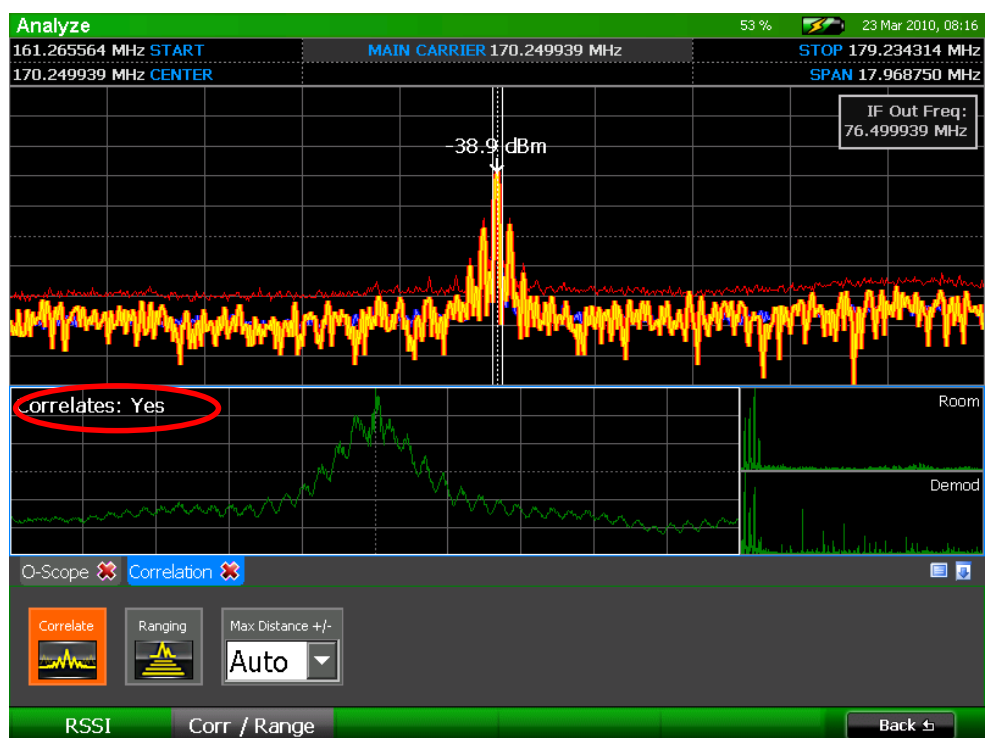 Analyze 53 % 23 Mar 2010, 08:16
161.265564 MHz START MAIN CARRIER 170.249939 MHz STOP 179.234314 MHz
170.249939 MHz CENTER SPAN 17.968750 MHz
IF Out Freq:
76.499939 MHz
-38.9 dBm
Correlates: Yes
Room
Demod
O-Scope Correlation
Correlate Ranging Max Distance +/-
Auto
RSSI Corr / Range Back